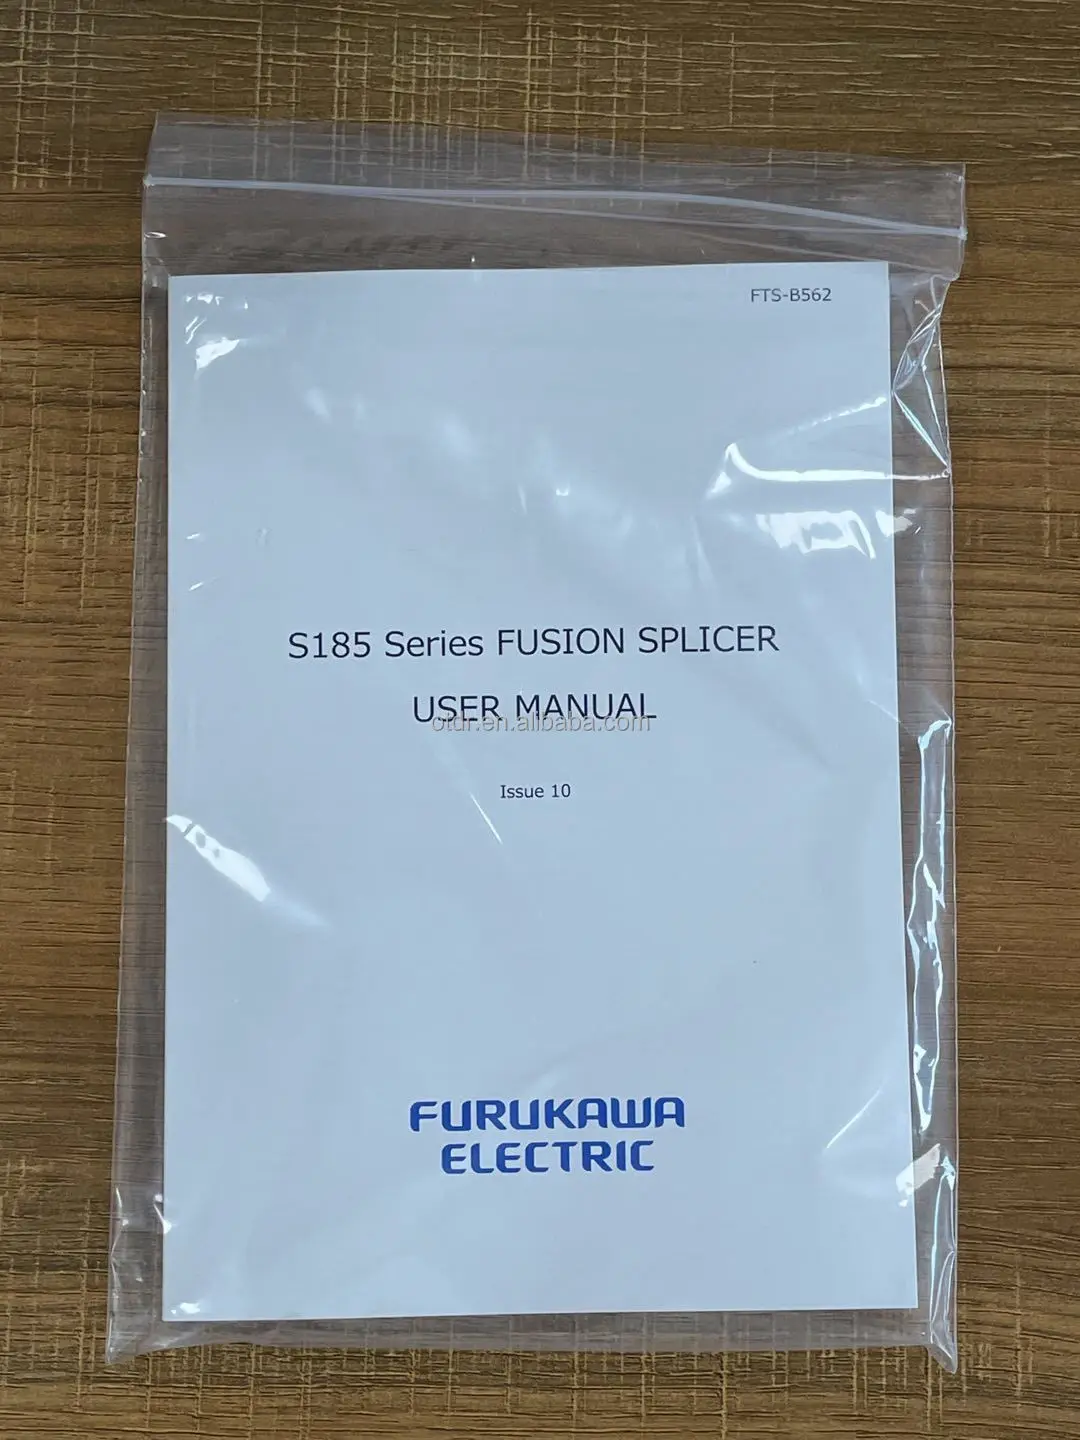 FTS-B562
S185 Series FUSION SPLICER
USER MANUAL
otdr.en.alibaba.com
Issue 10
FURUKAWA
ELECTRIC